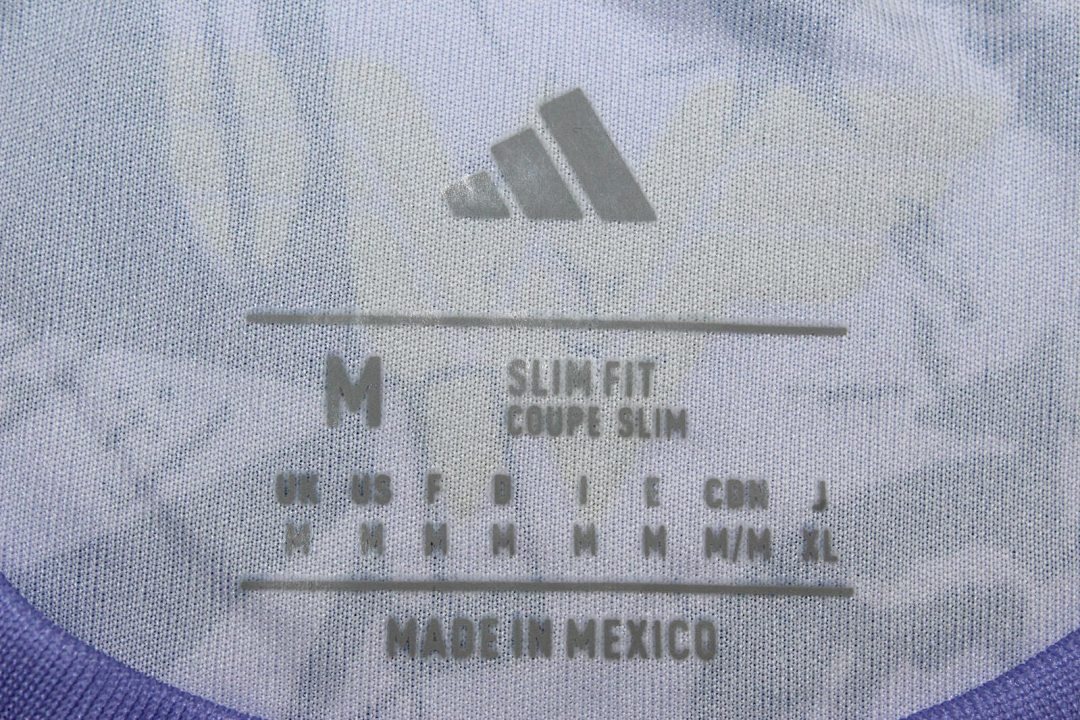 M
SLIM FIT
COUPE SLIM
UK US F D I E CDN J
M M M M M M M/M XL
MADE IN MEXICO